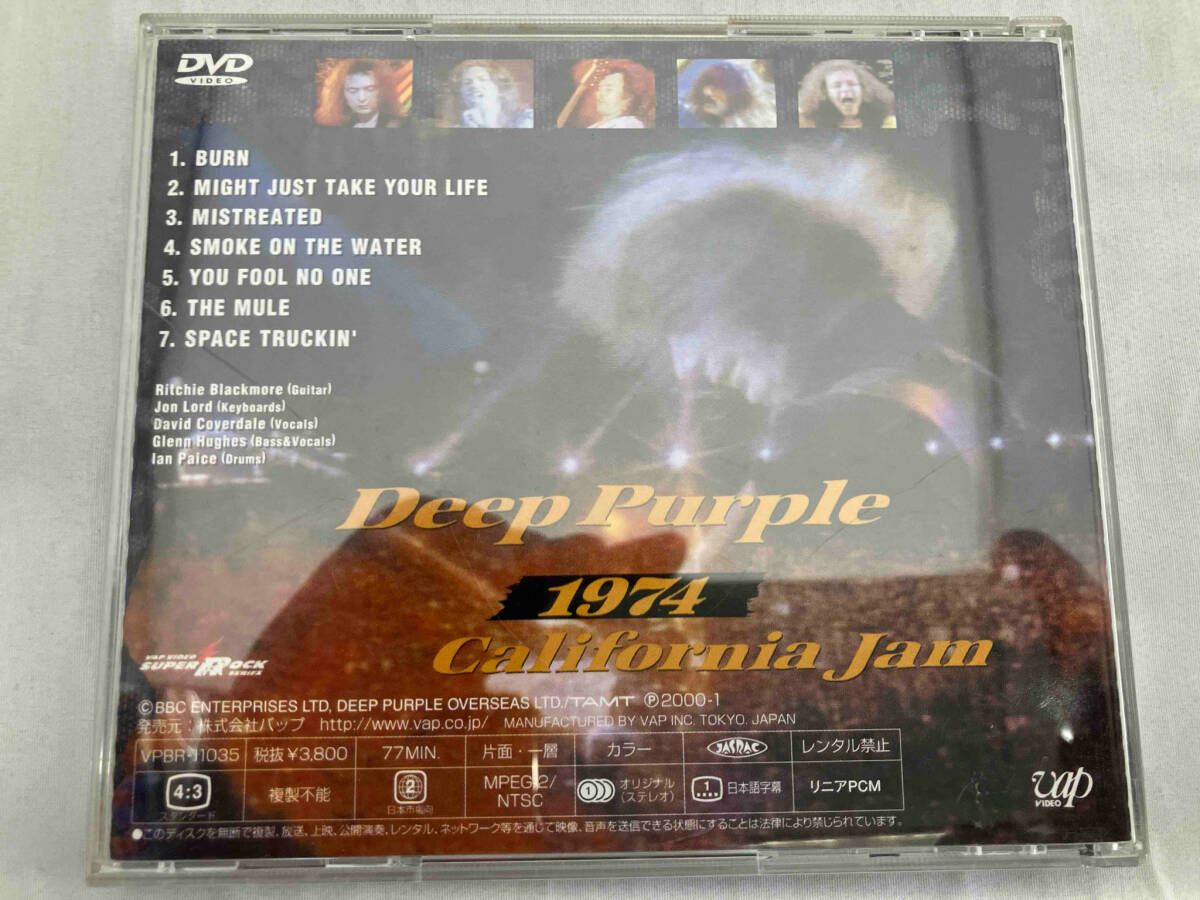 DVD
VIDEO
1. BURN
2. MIGHT JUST TAKE YOUR LIFE
3. MISTREATED
4. SMOKE ON THE WATER
5. YOU FOOL NO ONE
6. THE MULE
7. SPACE TRUCKIN'
Ritchie Blackmore (Guitar)
Jon Lord (Keyboards)
David Coverdale (Vocals)
Glenn Hughes (Bass&Vocals)
Ian Paice (Drums)
Deep Purple
1974
California Jam
VAP VIDEO
SUPER ROCK
SERIES
©BBC ENTERPRISES LTD, DEEP PURPLE OVERSEAS LTD./TAMT ℗2000-1
発売元：株式会社バップ http://www.vap.co.jp/ MANUFACTURED BY VAP INC. TOKYO. JAPAN
VPBR-11035 税抜¥3,800 77MIN. 片面・一層 カラー JASRAC レンタル禁止
4:3 スタンダード 複製不能 2 日本市場向 MPEG 2/NTSC オリジナル（ステレオ） 1 日本語字幕 リニアPCM
vap
VIDEO
●このディスクを無断で複製、放送、上映、公開演奏、レンタル、ネットワーク等を通じて映像、音声を送信できる状態にすることは法律により禁じられています。